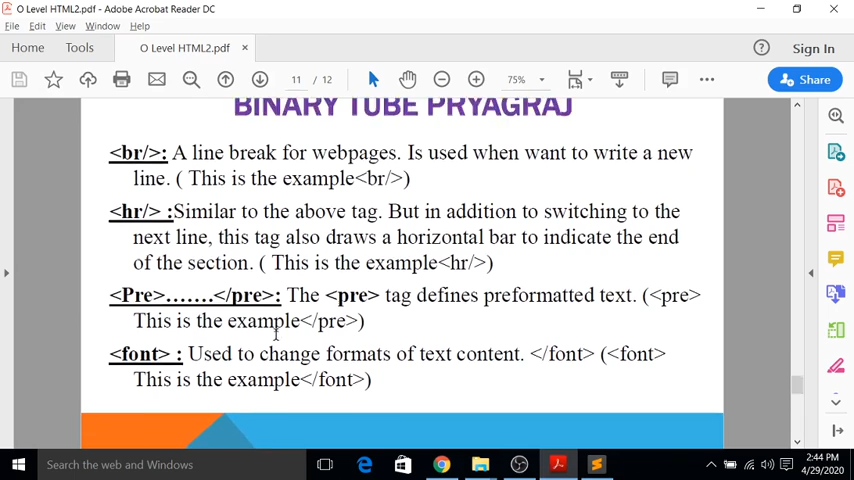 O Level HTML2.pdf - Adobe Acrobat Reader DC
File Edit View Window Help
Home Tools O Level HTML2.pdf × Sign In
11 / 12 75% Share
BINARY TUBE PRYAGRAJ
<br/>: A line break for webpages. Is used when want to write a new
line. ( This is the example<br/>)
<hr/> :Similar to the above tag. But in addition to switching to the
next line, this tag also draws a horizontal bar to indicate the end
of the section. ( This is the example<hr/>)
<Pre>.......</pre>: The <pre> tag defines preformatted text. (<pre>
This is the example</pre>)
<font> : Used to change formats of text content. </font> (<font>
This is the example</font>)
Search the web and Windows
2:44 PM
4/29/2020